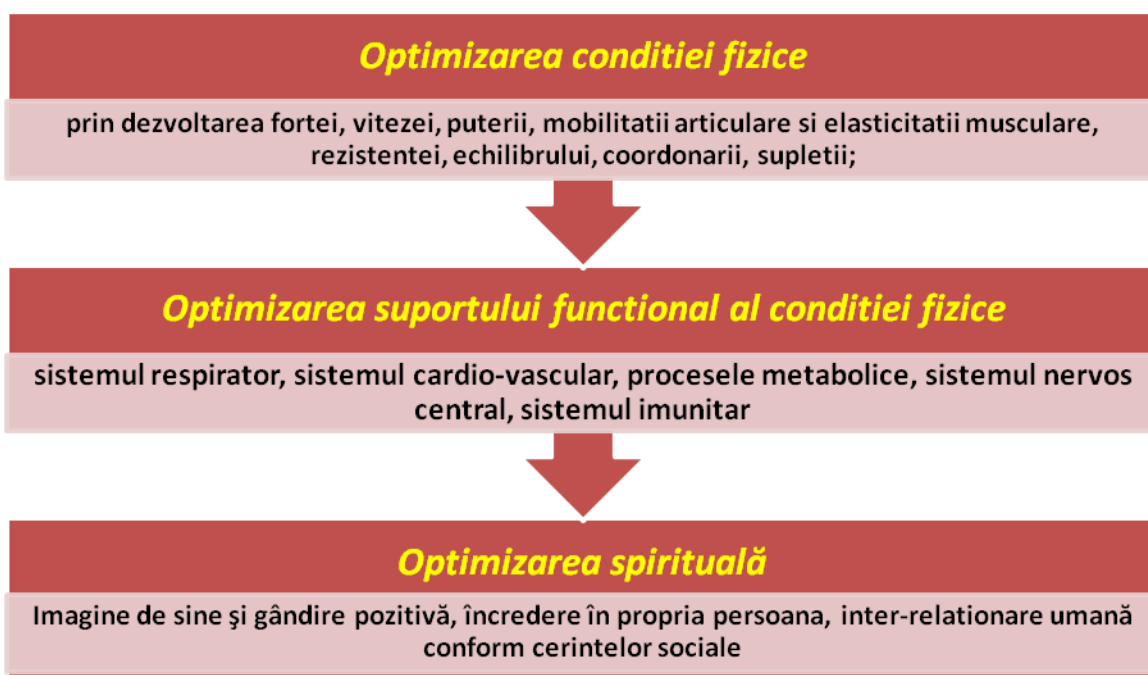 Optimizarea conditiei fizice
prin dezvoltarea fortei, vitezei, puterii, mobilitatii articulare si elasticitatii musculare,
rezistentei, echilibrului, coordonarii, supletii;
Optimizarea suportului functional al conditiei fizice
sistemul respirator, sistemul cardio-vascular, procesele metabolice, sistemul nervos
central, sistemul imunitar
Optimizarea spirituală
Imagine de sine şi gândire pozitivă, încredere în propria persoana, inter-relationare umană
conform cerintelor sociale